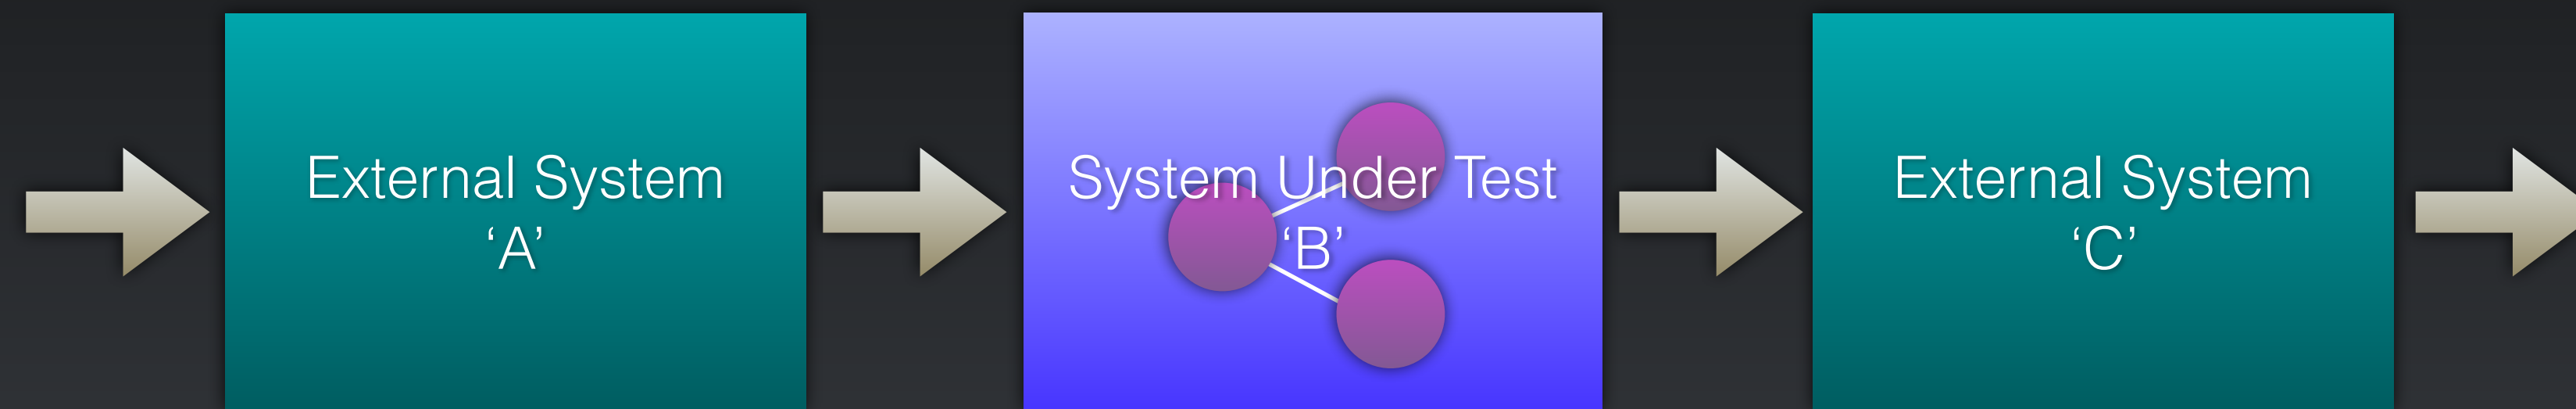 External System
‘A’
System Under Test
‘B’
External System
‘C’